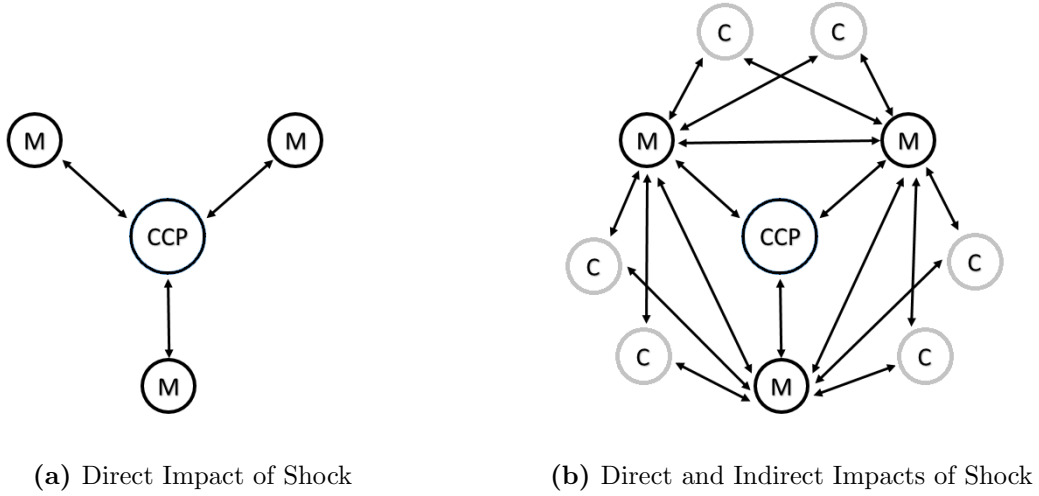 M
M
CCP
M
C
C
M
M
CCP
C
C
C
C
M
(a) Direct Impact of Shock
(b) Direct and Indirect Impacts of Shock